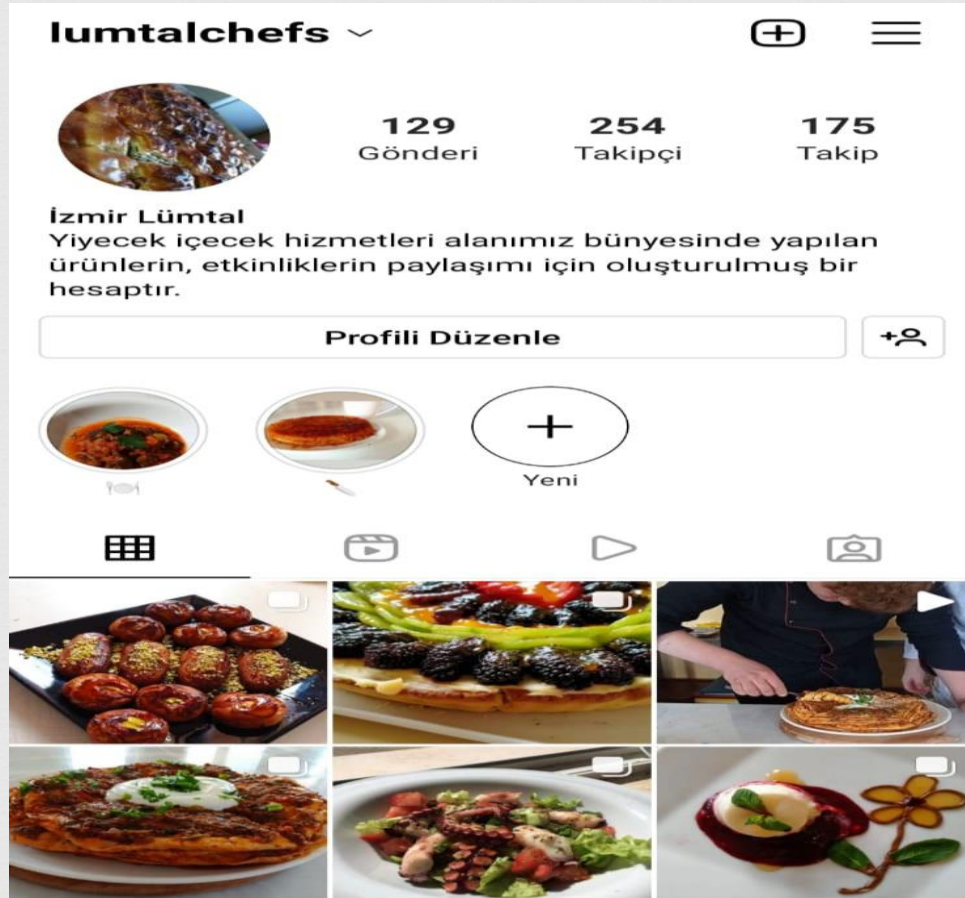 lumtalchefs
129 254 175
Gönderi Takipçi Takip
İzmir Lümtal
Yiyecek içecek hizmetleri alanımız bünyesinde yapılan
ürünlerin, etkinliklerin paylaşımı için oluşturulmuş bir
hesaptır.
Profili Düzenle
Yeni